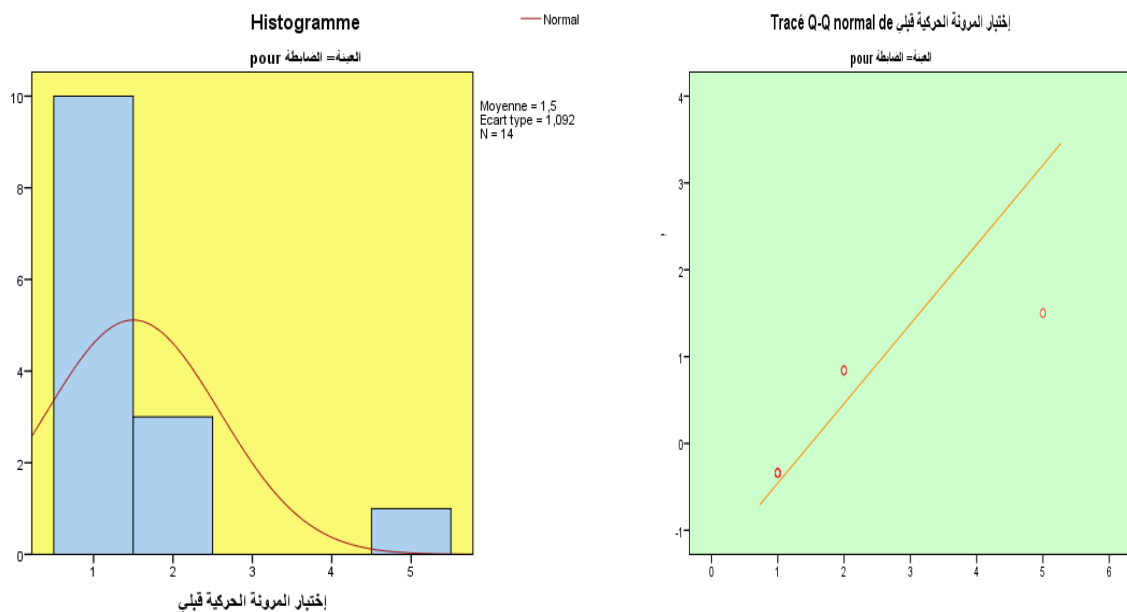 Histogramme
Normal
pour العينة= الضابطة
Moyenne = 1,5
Ecart type = 1,092
N = 14
10
8
6
4
2
0
1 2 3 4 5
إختبار المرونة الحركية قبلي
Tracé Q-Q normal de إختبار المرونة الحركية قبلي
pour العينة= الضابطة
4
3
2
1
0
-1
0 1 2 3 4 5 6